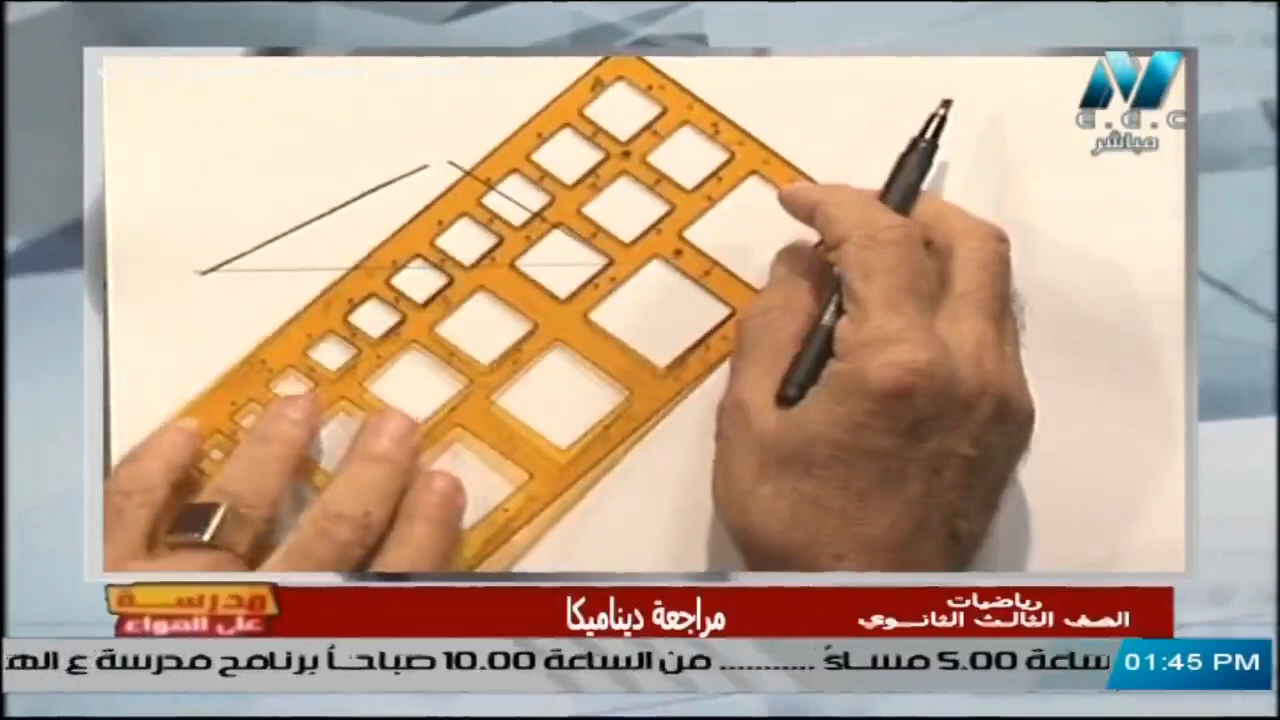 e.e.c
مباشر
رياضيات
الصف الثالث الثانوي
مراجعة ديناميكا
مدرسة
على الهواء
01:45 PM
ساعة 5.00 مساءً ............ من الساعة 10.00 صباحاً برنامج مدرسة ع اله